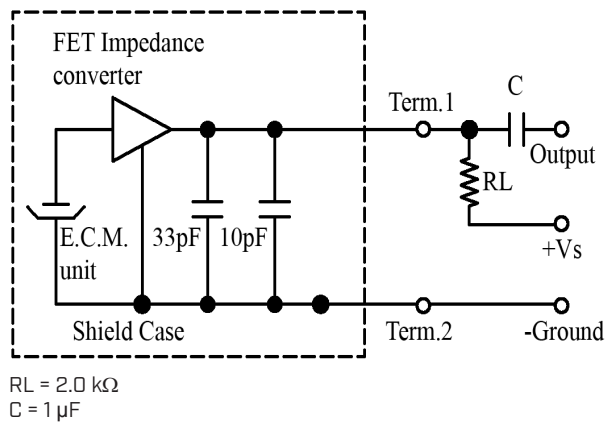 FET Impedance
converter
Term.1
C
Output
RL
+Vs
E.C.M.
unit
33pF
10pF
Shield Case
Term.2
-Ground
RL = 2.0 kΩ
C = 1 µF